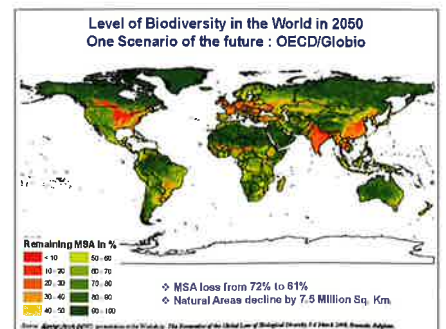 Level of Biodiversity in the World in 2050
One Scenario of the future : OECD/Globio
Remaining MSA in %
< 10 50 - 60
10 - 20 60 - 70
20 - 30 70 - 80
30 - 40 80 - 90
40 - 50 90 - 100
❖ MSA loss from 72% to 61%
❖ Natural Areas decline by 7.5 Million Sq. Km.